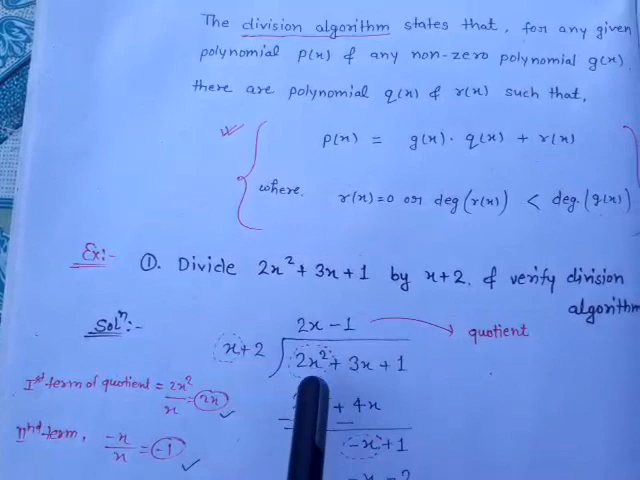 The division algorithm states that, for any given
polynomial p(x) & any non-zero polynomial g(x)
there are polynomial q(x) & r(x) such that,
p(x) = g(x). q(x) + r(x)
where. r(x)=0 or deg(r(x)) < deg.(g(x))
Ex:- ①. Divide 2x² + 3x + 1 by x+2. & verify division
algorithm
Solⁿ:-
2x - 1 → quotient
x+2 2x² + 3x + 1
Iˢᵗ term of quotient = 2x²/x = 2x
+ 4x
IInd term, -x/x = -1
-x + 1
-x - 2